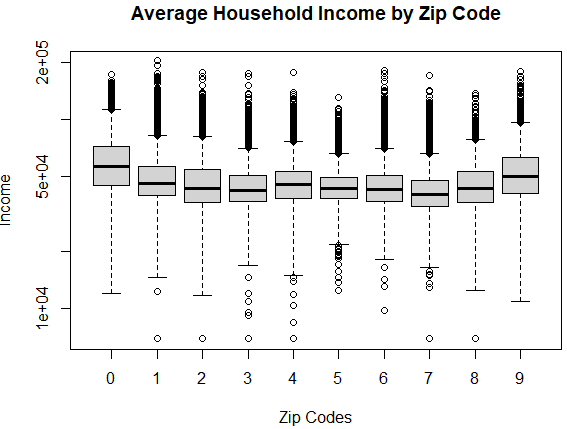 Average Household Income by Zip Code
Income
2e+05
5e+04
1e+04
0 1 2 3 4 5 6 7 8 9
Zip Codes